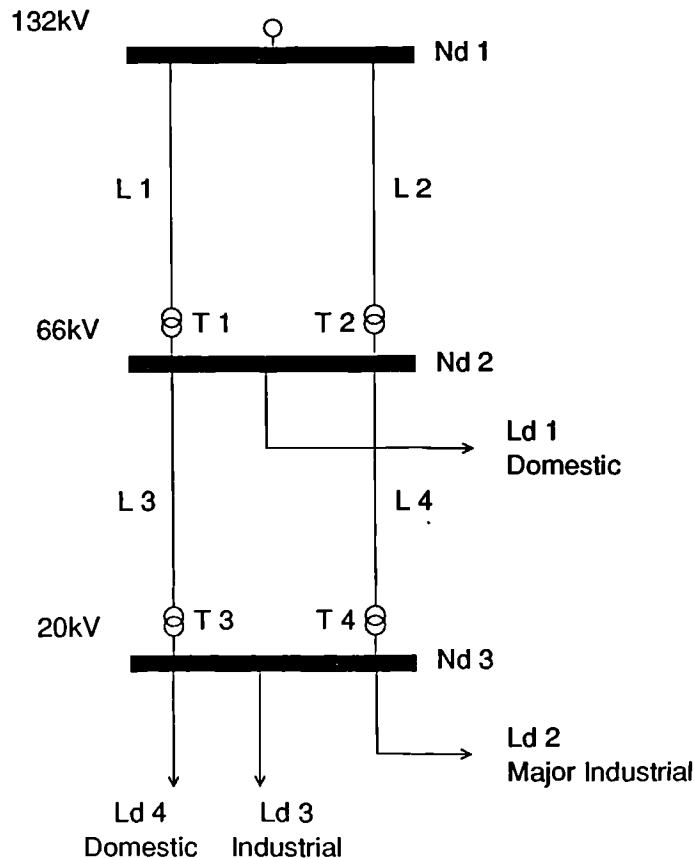 132kV
Nd 1
L 1
L 2
T 1
T 2
66kV
Nd 2
Ld 1
Domestic
L 3
L 4
T 3
T 4
20kV
Nd 3
Ld 2
Major Industrial
Ld 4
Domestic
Ld 3
Industrial